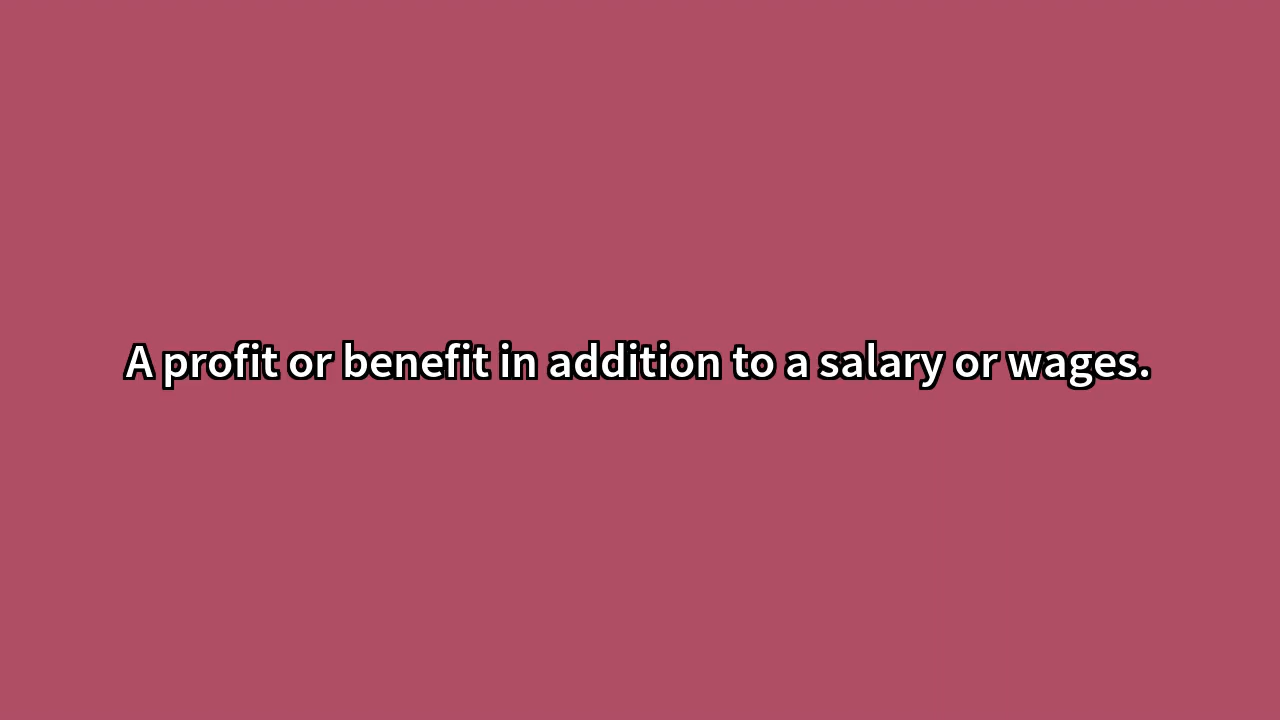 A profit or benefit in addition to a salary or wages.